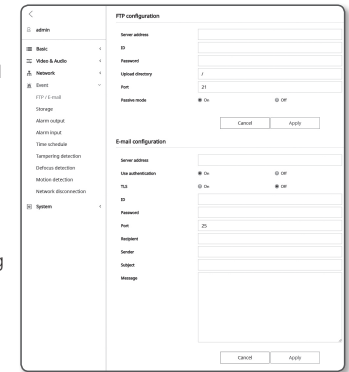 admin
Basic
Video & Audio
Network
Event
FTP / E-mail
Storage
Alarm output
Alarm input
Time schedule
Tampering detection
Defocus detection
Motion detection
Network disconnection
System
FTP configuration
Server address
ID
Password
Upload directory /
Port 21
Passive mode On Off
Cancel Apply
E-mail configuration
Server address
Use authentication On Off
TLS On Off
ID
Password
Port 25
Recipient
Sender
Subject
Message
Cancel Apply
g